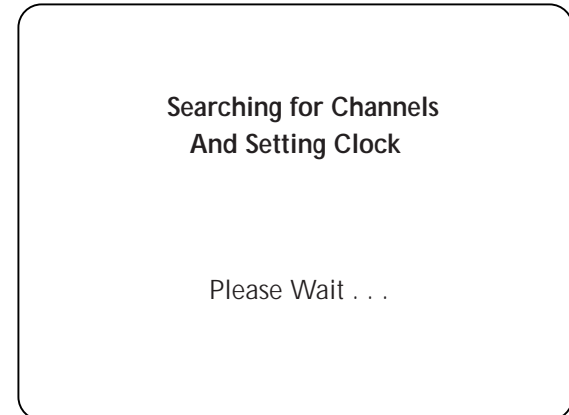 Searching for Channels
And Setting Clock
Please Wait . . .